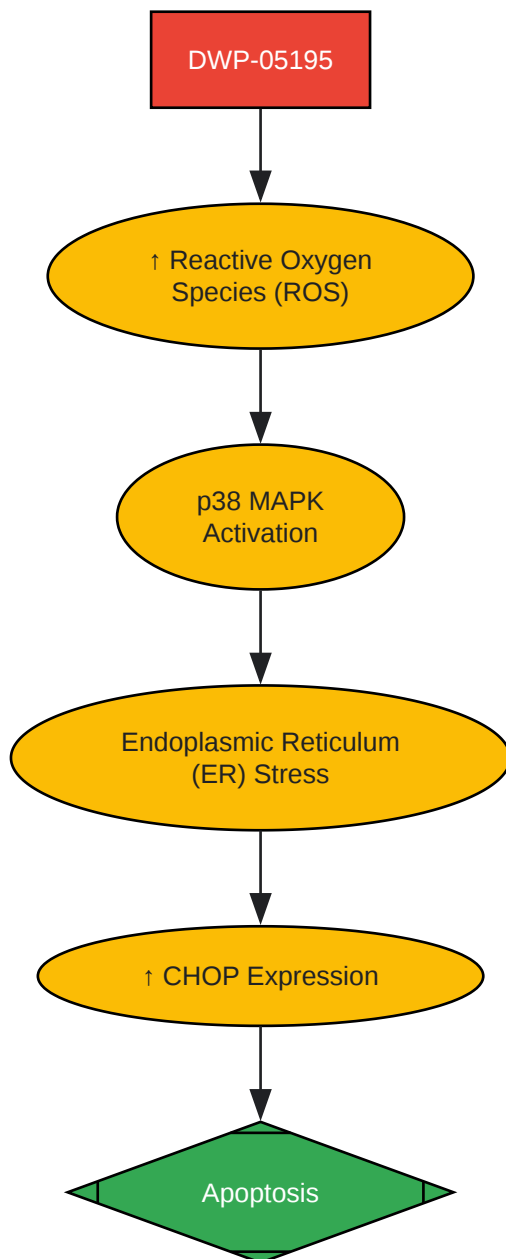 DWP-05195
↑ Reactive Oxygen
Species (ROS)
p38 MAPK
Activation
Endoplasmic Reticulum
(ER) Stress
↑ CHOP Expression
Apoptosis